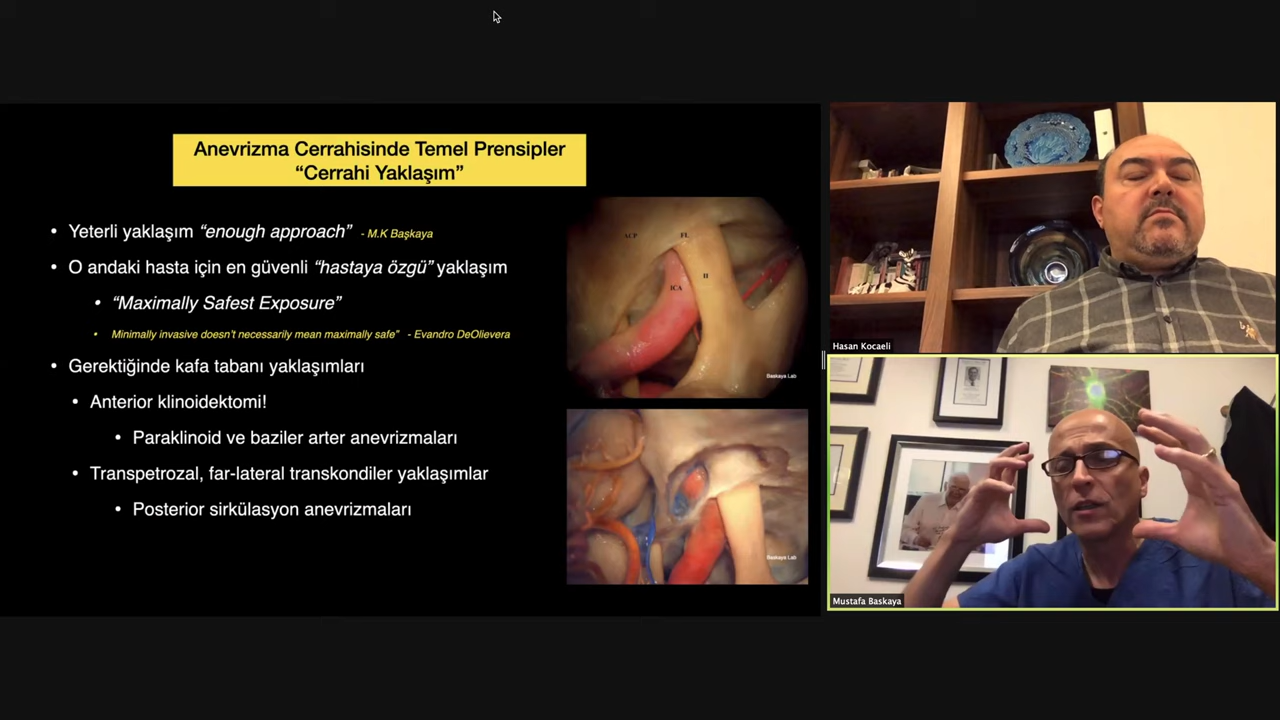 Anevrizma Cerrahisinde Temel Prensipler
“Cerrahi Yaklaşım”
• Yeterli yaklaşım “enough approach” - M.K Başkaya
• O andaki hasta için en güvenli “hastaya özgü” yaklaşım
• “Maximally Safest Exposure”
• Minimally invasive doesn’t necessarily mean maximally safe” - Evandro DeOlievera
• Gerektiğinde kafa tabanı yaklaşımları
• Anterior klinoidektomi!
• Paraklinoid ve baziler arter anevrizmaları
• Transpetrozal, far-lateral transkondiler yaklaşımlar
• Posterior sirkülasyon anevrizmaları
ACP
FL
II
ICA
Baskaya Lab
Baskaya Lab
Hasan Kocaeli
Mustafa Baskaya